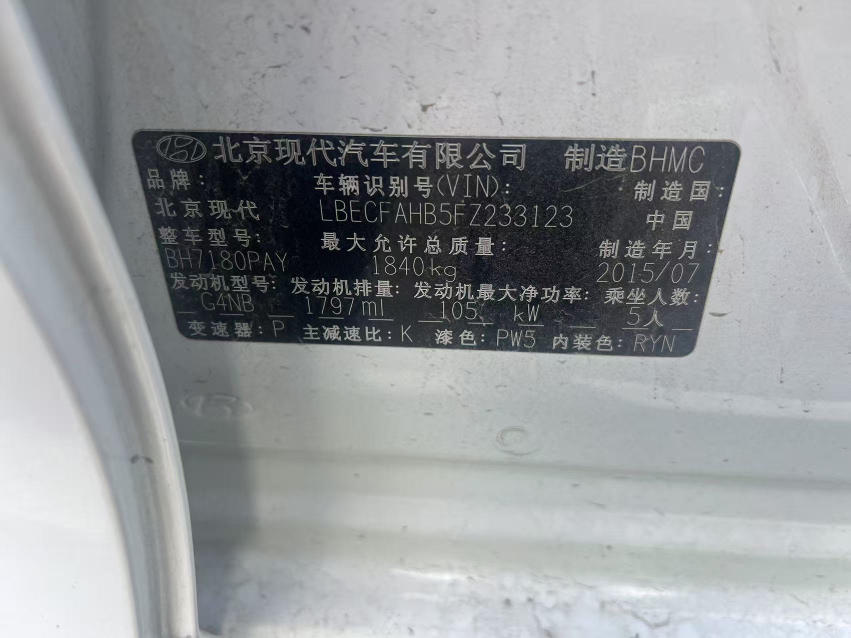 北京现代汽车有限公司 制造BHMC
品牌: 车辆识别号(VIN): 制造国:
北京现代 LBECFAHB5FZ233123 中国
整车型号: 最大允许总质量: 制造年月:
BH7180PAY 1840kg 2015/07
发动机型号: 发动机排量: 发动机最大净功率: 乘坐人数:
G4NB 1797ml 105 kW 5人
变速器: P 主减速比: K 漆色: PW5 内装色: RYN